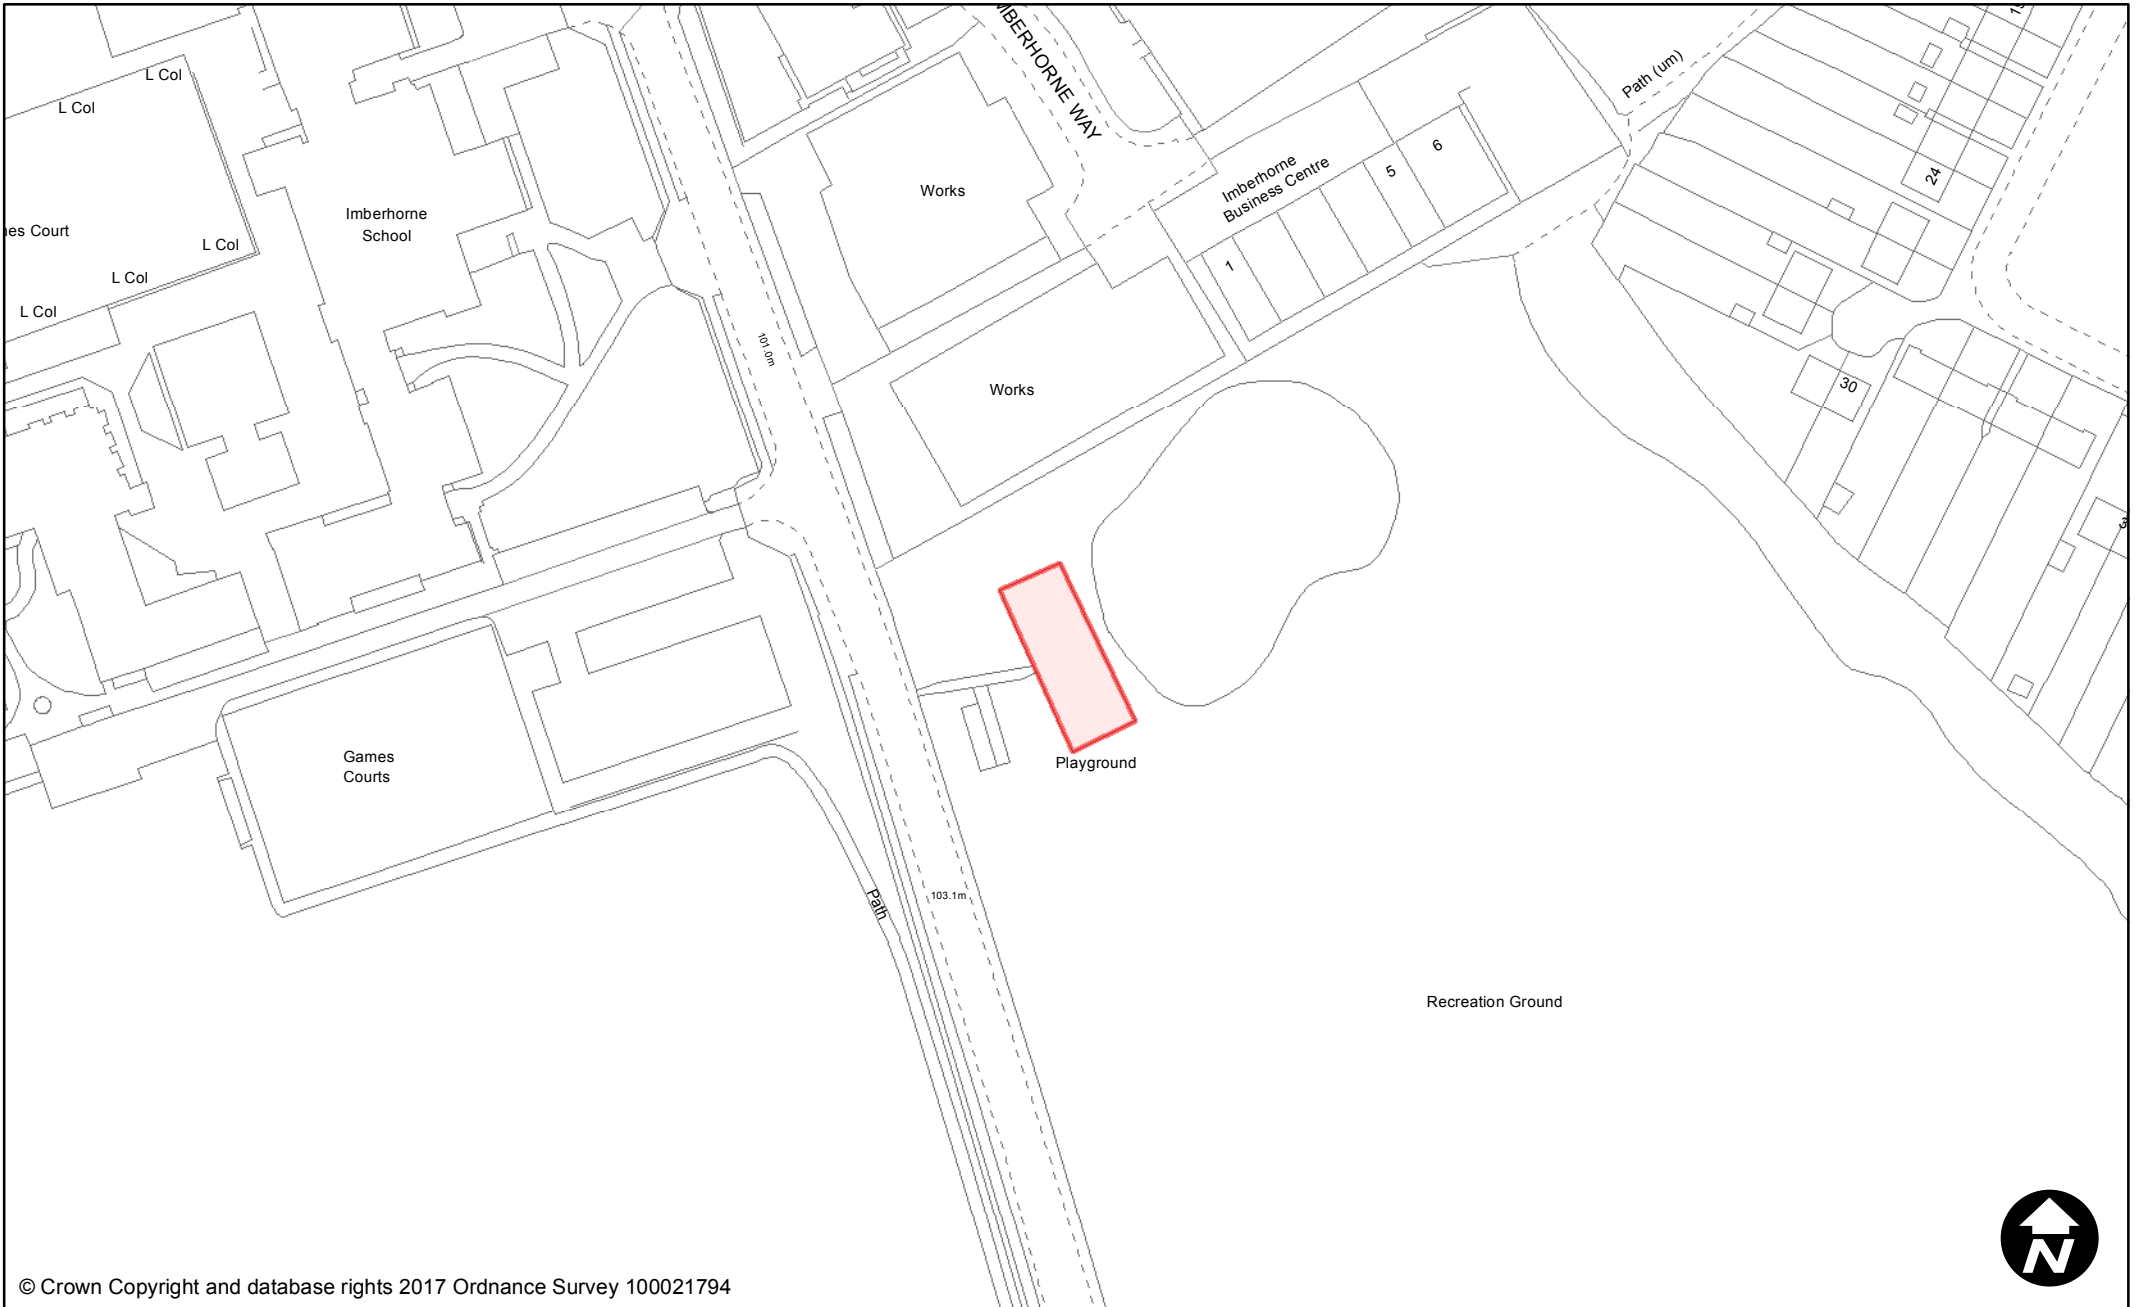 L Col
L Col
Imberhorne
School
L Col
L Col
L Col
Works
Path (um)
Imberhorne
Business Centre
1
5
6
24
30
101.0m
Works
Games
Courts
Playground
Path
103.1m
Recreation Ground
N
© Crown Copyright and database rights 2017 Ordnance Survey 100021794
MBERHORNE WAY
es Court